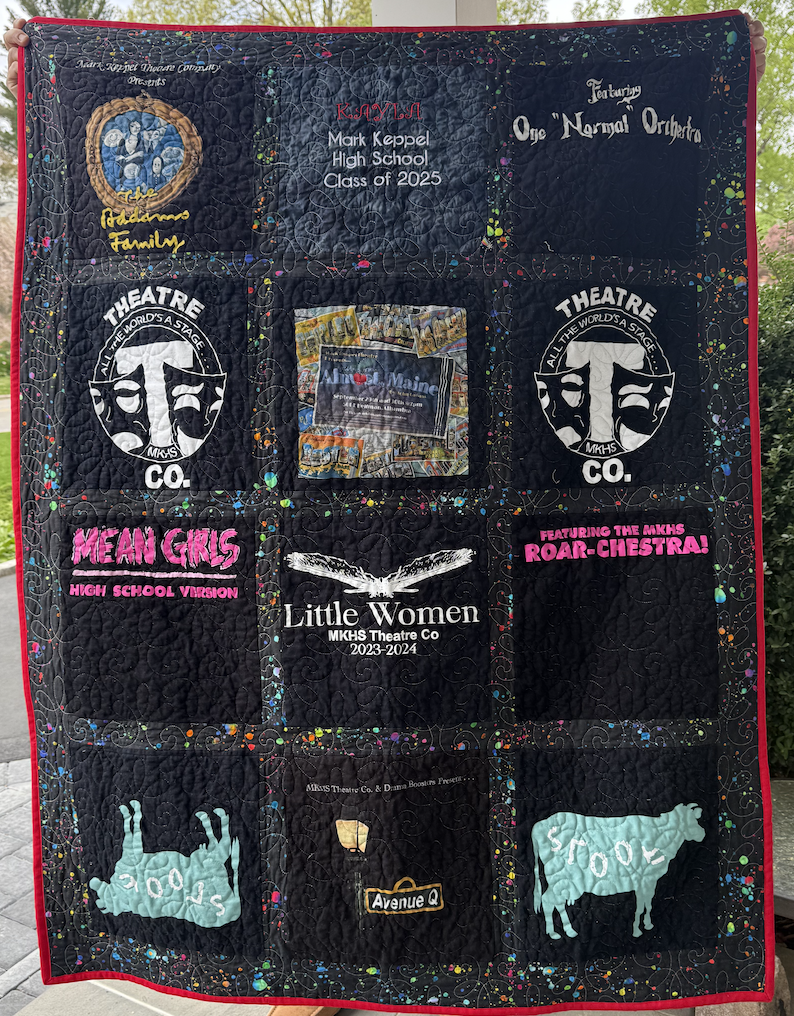 Mark Keppel Theatre Company
Presents
The
Addams
Family
KAYLA
Mark Keppel
High School
Class of 2025
Featuring
One "Normal" Orchestra
THEATRE
ALL THE WORLD'S A STAGE...
T
MKHS
CO.
Almost, Maine
THEATRE
ALL THE WORLD'S A STAGE...
T
MKHS
CO.
MEAN GIRLS
HIGH SCHOOL VERSION
Little Women
MKHS Theatre Co
2023-2024
FEATURING THE MKHS
ROAR-CHESTRA!
MKHS Theatre Co. & Drama Boosters Present . . .
Avenue Q